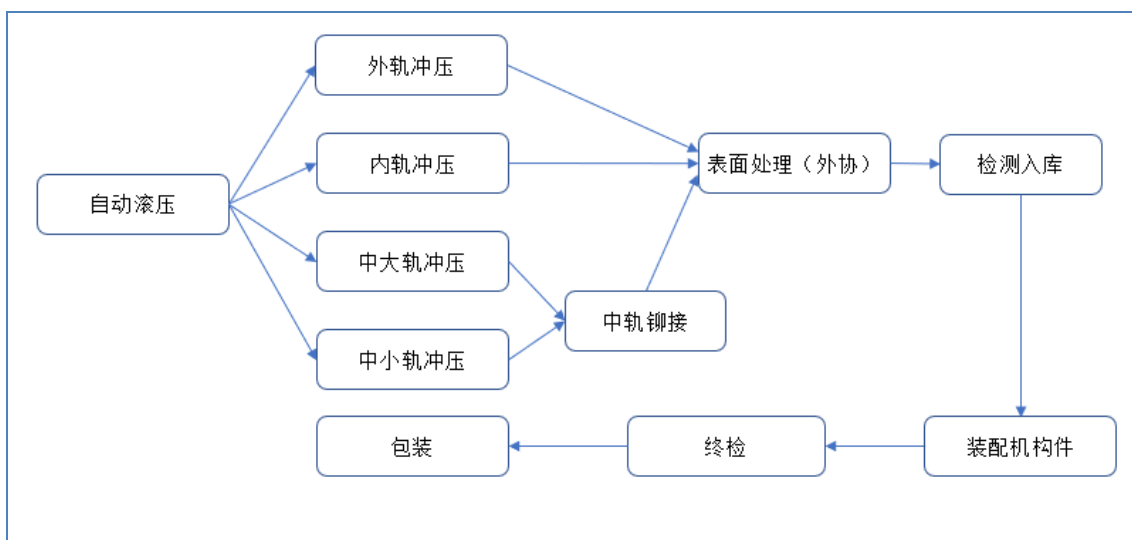 外轨冲压
内轨冲压
表面处理（外协）
检测入库
自动滚压
中大轨冲压
中轨铆接
中小轨冲压
包装
终检
装配机构件